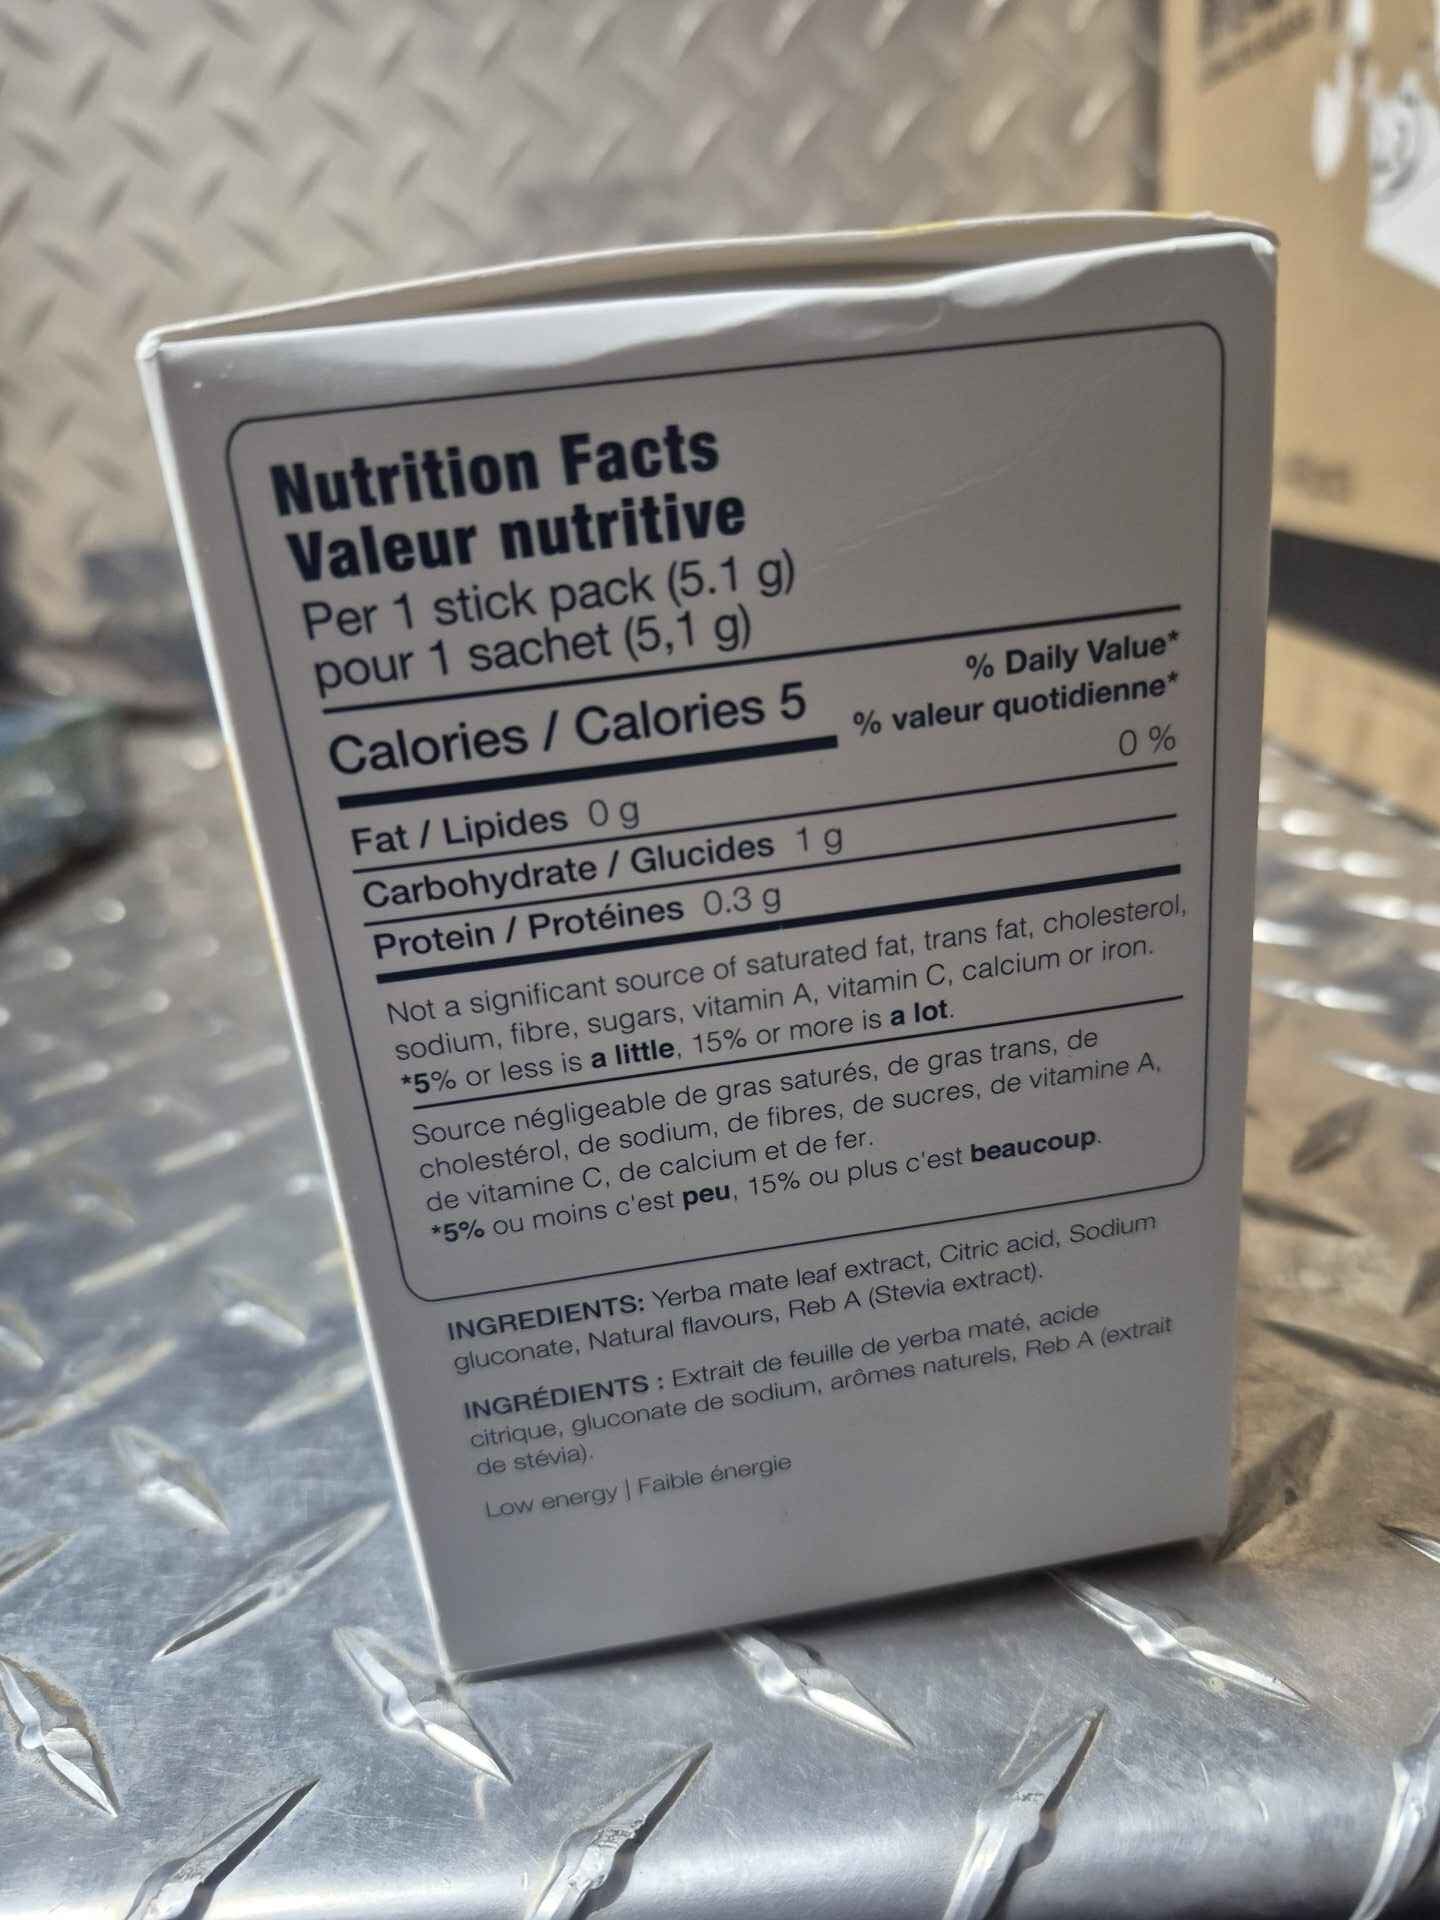 Nutrition Facts
Valeur nutritive
Per 1 stick pack (5.1 g)
pour 1 sachet (5,1 g)
Calories / Calories 5
% Daily Value*
% valeur quotidienne*
Fat / Lipides 0 g 0 %
Carbohydrate / Glucides 1 g
Protein / Protéines 0.3 g
Not a significant source of saturated fat, trans fat, cholesterol,
sodium, fibre, sugars, vitamin A, vitamin C, calcium or iron.
*5% or less is a little, 15% or more is a lot.
Source négligeable de gras saturés, de gras trans, de
cholestérol, de sodium, de fibres, de sucres, de vitamine A,
de vitamine C, de calcium et de fer.
*5% ou moins c'est peu, 15% ou plus c'est beaucoup.
INGREDIENTS: Yerba mate leaf extract, Citric acid, Sodium
gluconate, Natural flavours, Reb A (Stevia extract).
INGRÉDIENTS : Extrait de feuille de yerba maté, acide
citrique, gluconate de sodium, arômes naturels, Reb A (extrait
de stévia).
Low energy | Faible énergie